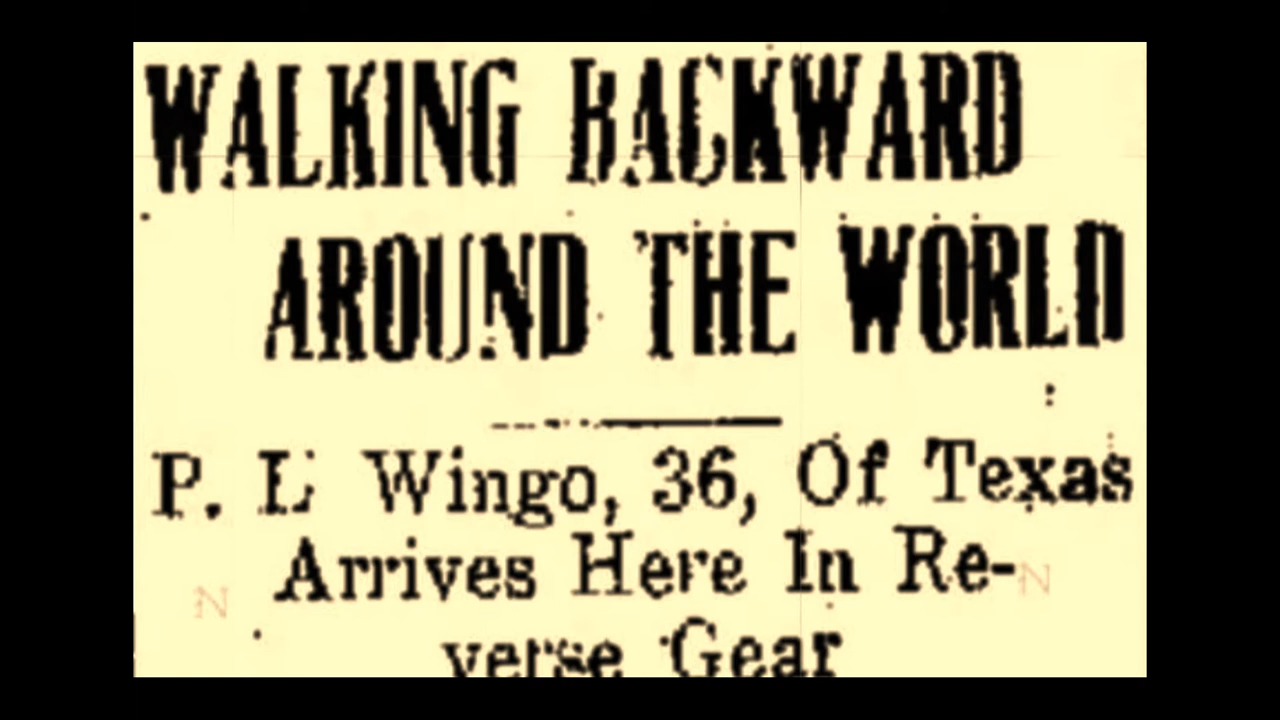 WALKING BACKWARD
AROUND THE WORLD
P. L. Wingo, 36, Of Texas
Arrives Here In Re-
verse Gear